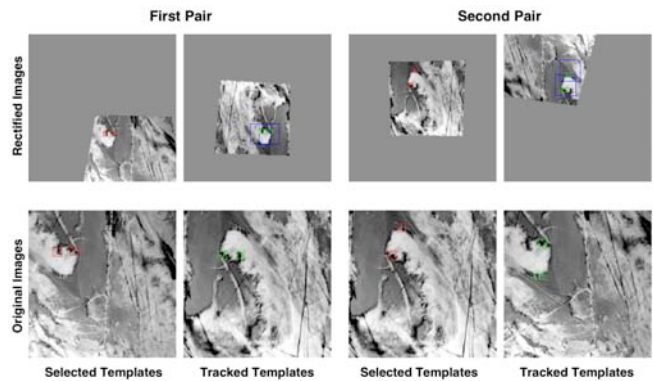 First Pair
Second Pair
Rectified Images
Original Images
Selected Templates
Tracked Templates
Selected Templates
Tracked Templates